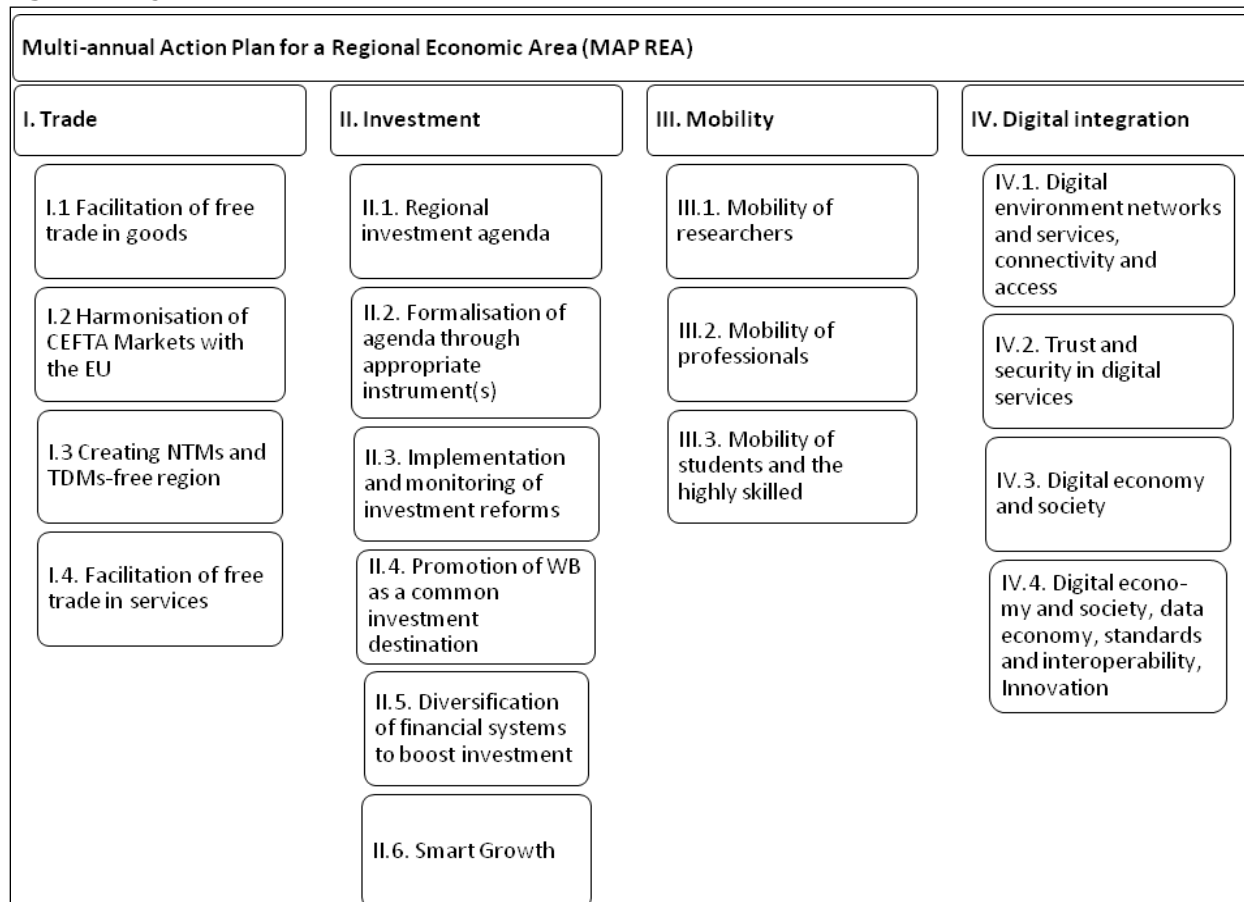 Multi-annual Action Plan for a Regional Economic Area (MAP REA)
I. Trade
I.1 Facilitation of free
trade in goods
I.2 Harmonisation of
CEFTA Markets with
the EU
I.3 Creating NTMs and
TDMs-free region
I.4. Facilitation of free
trade in services
II. Investment
II.1. Regional
investment agenda
II.2. Formalisation of
agenda through
appropriate
instrument(s)
II.3. Implementation
and monitoring of
investment reforms
II.4. Promotion of WB
as a common
investment
destination
II.5. Diversification
of financial systems
to boost investment
II.6. Smart Growth
III. Mobility
III.1. Mobility of
researchers
III.2. Mobility of
professionals
III.3. Mobility of
students and the
highly skilled
IV. Digital integration
IV.1. Digital
environment networks
and services,
connectivity and
access
IV.2. Trust and
security in digital
services
IV.3. Digital economy
and society
IV.4. Digital econo-
my and society, data
economy, standards
and interoperability,
Innovation